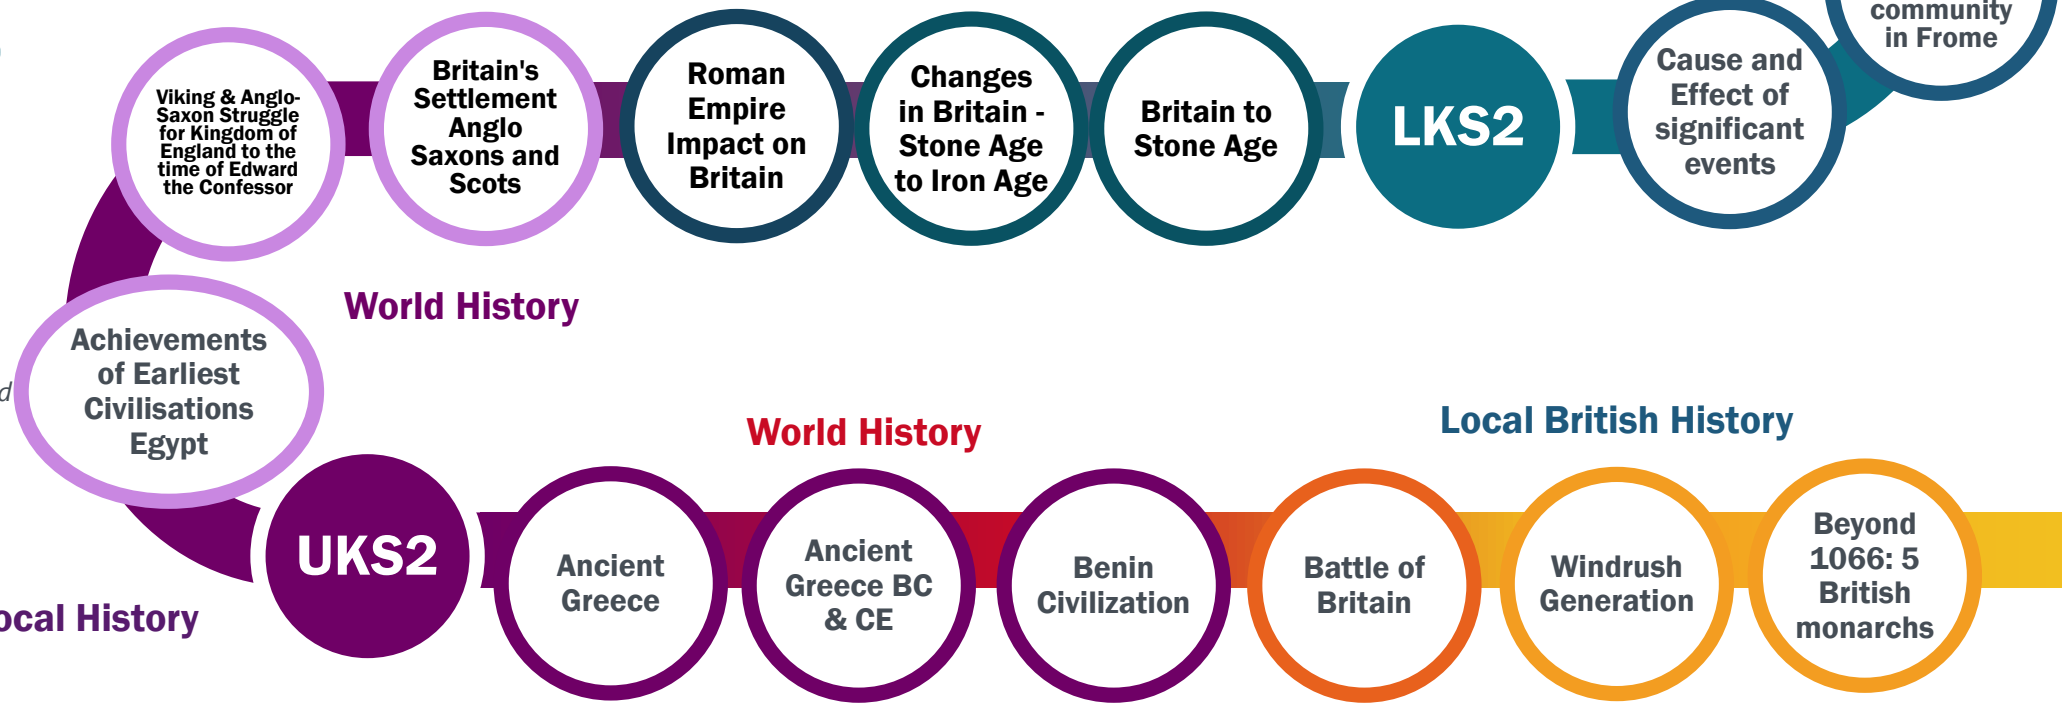 community
in Frome
Cause and
Effect of
significant
events
LKS2
Britain to
Stone Age
Changes
in Britain -
Stone Age
to Iron Age
Roman
Empire
Impact on
Britain
Britain's
Settlement
Anglo
Saxons and
Scots
Viking & Anglo-
Saxon Struggle
for Kingdom of
England to the
time of Edward
the Confessor
World History
Achievements
of Earliest
Civilisations
Egypt
UKS2
History
Ancient
Greece
World History
Ancient
Greece BC
& CE
Benin
Civilization
Battle of
Britain
Local British History
Windrush
Generation
Beyond
1066: 5
British
monarchs